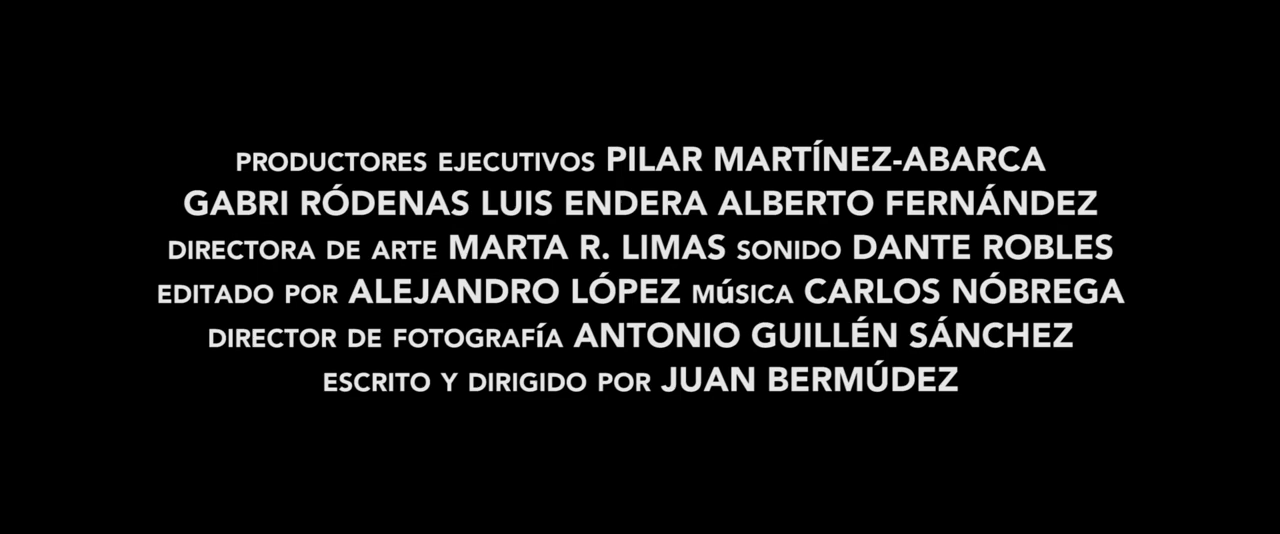 PRODUCTORES EJECUTIVOS PILAR MARTÍNEZ-ABARCA
GABRI RÓDENAS LUIS ENDERA ALBERTO FERNÁNDEZ
DIRECTORA DE ARTE MARTA R. LIMAS SONIDO DANTE ROBLES
EDITADO POR ALEJANDRO LÓPEZ MúSICA CARLOS NÓBREGA
DIRECTOR DE FOTOGRAFíA ANTONIO GUILLÉN SÁNCHEZ
ESCRITO Y DIRIGIDO POR JUAN BERMÚDEZ